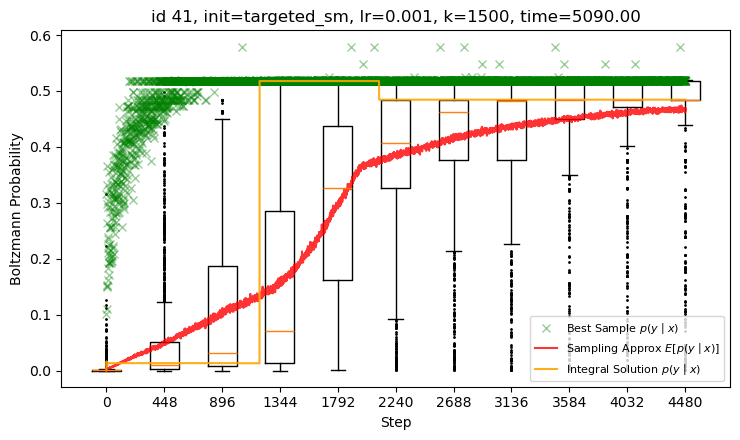 id 41, init=targeted_sm, lr=0.001, k=1500, time=5090.00
Boltzmann Probability
0.6
0.5
0.4
0.3
0.2
0.1
0.0
Best Sample p(y | x)
Sampling Approx E[p(y | x)]
Integral Solution p(y | x)
0 448 896 1344 1792 2240 2688 3136 3584 4032 4480
Step